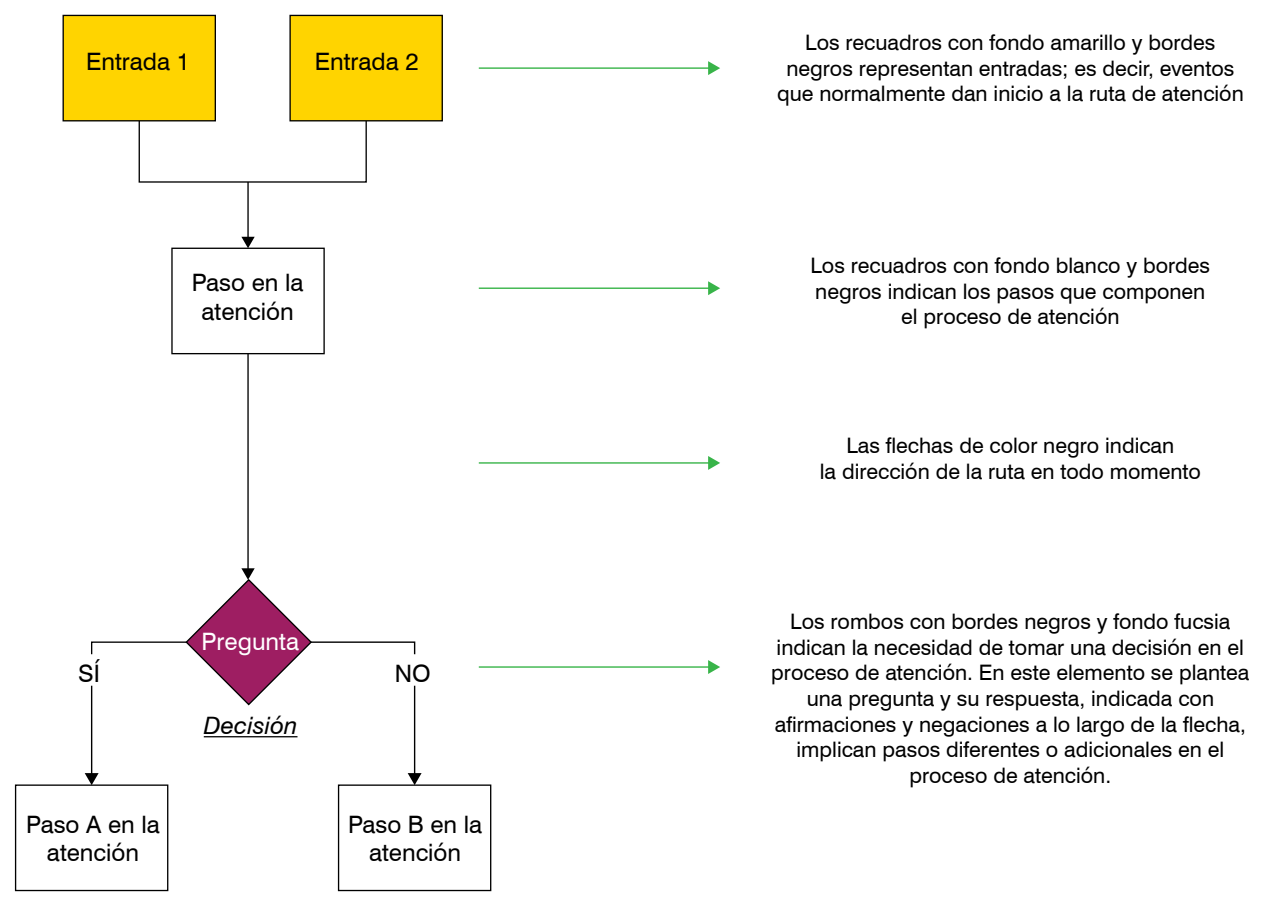 Entrada 1
Entrada 2
Los recuadros con fondo amarillo y bordes
negros representan entradas; es decir, eventos
que normalmente dan inicio a la ruta de atención
Paso en la
atención
Los recuadros con fondo blanco y bordes
negros indican los pasos que componen
el proceso de atención
Las flechas de color negro indican
la dirección de la ruta en todo momento
Pregunta
SÍ
NO
Decisión
Los rombos con bordes negros y fondo fucsia
indican la necesidad de tomar una decisión en el
proceso de atención. En este elemento se plantea
una pregunta y su respuesta, indicada con
afirmaciones y negaciones a lo largo de la flecha,
implican pasos diferentes o adicionales en el
proceso de atención.
Paso A en la
atención
Paso B en la
atención